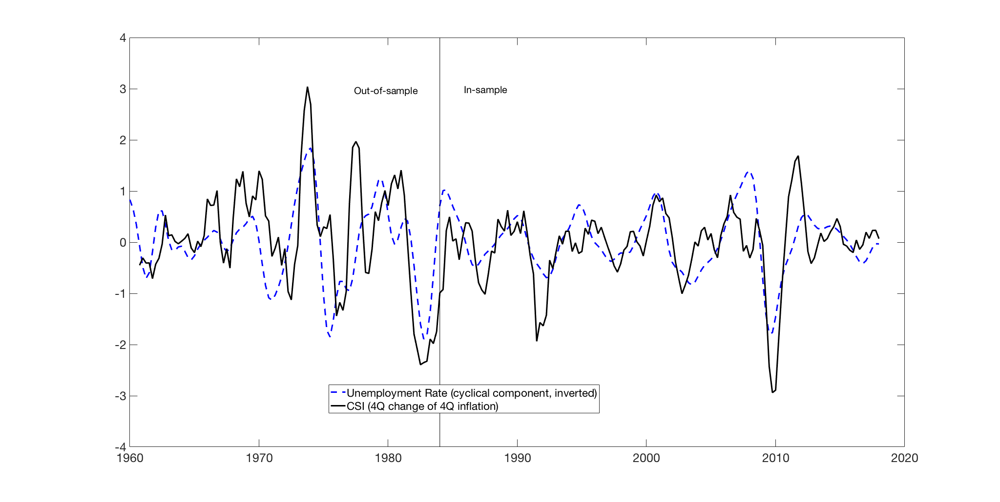 4
3
2
1
0
-1
-2
-3
-4
Out-of-sample
In-sample
Unemployment Rate (cyclical component, inverted)
CSI (4Q change of 4Q inflation)
1960 1970 1980 1990 2000 2010 2020